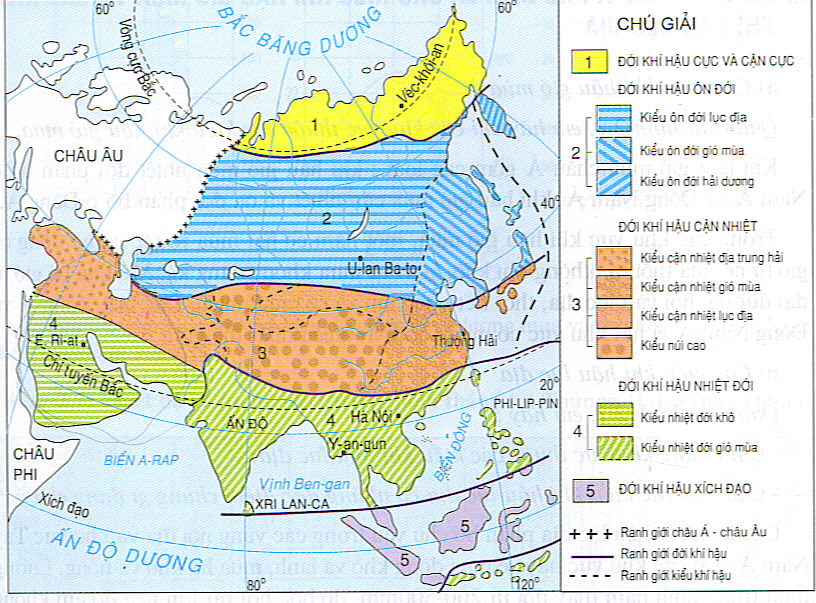 BẮC BĂNG DƯƠNG
60°
60°
Vòng cực Bắc
Véc-khôi-an
1
CHÂU ÂU
2
40°
U-lan Ba-to
4
E. Ri-át
3
Thượng Hải
Chí tuyến Bắc
20°
PHI-LIP-PIN
ẤN ĐỘ
4
Hà Nội
Y-an-gun
BIỂN ĐÔNG
CHÂU PHI
BIỂN A-RAP
Vịnh Ben-gan
XRI LAN-CA
Xích đạo
5
5
ẤN ĐỘ DƯƠNG
80°
120°
CHÚ GIẢI
1 ĐỚI KHÍ HẬU CỰC VÀ CẬN CỰC
ĐỚI KHÍ HẬU ÔN ĐỚI
Kiểu ôn đới lục địa
2 Kiểu ôn đới gió mùa
Kiểu ôn đới hải dương
ĐỚI KHÍ HẬU CẬN NHIỆT
Kiểu cận nhiệt địa trung hải
Kiểu cận nhiệt gió mùa
3 Kiểu cận nhiệt lục địa
Kiểu núi cao
ĐỚI KHÍ HẬU NHIỆT ĐỚI
Kiểu nhiệt đới khô
4 Kiểu nhiệt đới gió mùa
5 ĐỚI KHÍ HẬU XÍCH ĐẠO
Ranh giới châu Á - châu Âu
Ranh giới đới khí hậu
Ranh giới kiểu khí hậu